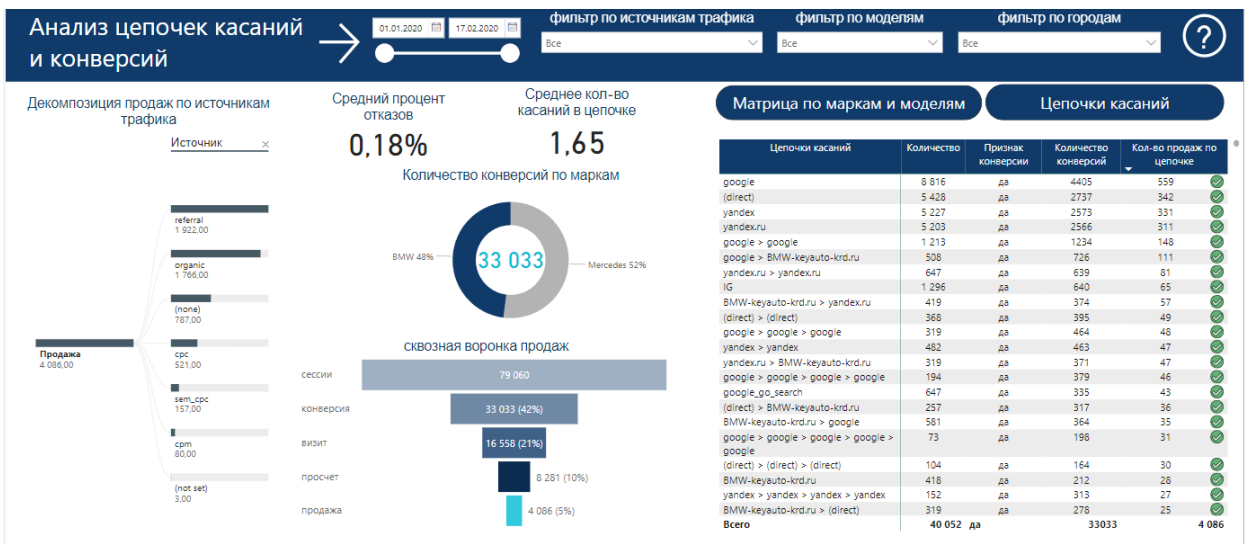 Анализ цепочек касаний
и конверсий
01.01.2020
17.02.2020
фильтр по источникам трафика
Все
фильтр по моделям
Все
фильтр по городам
Все
?
Декомпозиция продаж по источникам
трафика
Источник ×
Продажа
4 086,00
referral
1 922,00
organic
1 766,00
(none)
787,00
cpc
521,00
sem_cpc
157,00
cpm
80,00
(not set)
3,00
Средний процент
отказов
0,18%
Среднее кол-во
касаний в цепочке
1,65
Количество конверсий по маркам
BMW 48%
33 033
Mercedes 52%
сквозная воронка продаж
сессии 79 060
конверсия 33 033 (42%)
визит 16 558 (21%)
просчет 8 281 (10%)
продажа 4 086 (5%)
Матрица по маркам и моделям
Цепочки касаний
Цепочки касаний Количество Признак конверсии Количество конверсий Кол-во продаж по цепочке
google 8 816 да 4405 559
(direct) 5 428 да 2737 342
yandex 5 227 да 2573 331
yandex.ru 5 203 да 2566 311
google > google 1 213 да 1234 148
google > BMW-keyauto-krd.ru 508 да 726 111
yandex.ru > yandex.ru 647 да 639 81
IG 1 296 да 640 65
BMW-keyauto-krd.ru > yandex.ru 419 да 374 57
(direct) > (direct) 368 да 395 49
google > google > google 319 да 464 48
yandex > yandex 482 да 463 47
yandex.ru > BMW-keyauto-krd.ru 319 да 371 47
google > google > google > google 194 да 379 46
google_go_search 647 да 335 43
(direct) > BMW-keyauto-krd.ru 257 да 317 36
BMW-keyauto-krd.ru > google 581 да 364 35
google > google > google > google > 73 да 198 31
google
(direct) > (direct) > (direct) 104 да 164 30
BMW-keyauto-krd.ru 418 да 212 28
yandex > yandex > yandex > yandex 152 да 313 27
BMW-keyauto-krd.ru > (direct) 319 да 278 25
Всего 40 052 да 33033 4 086